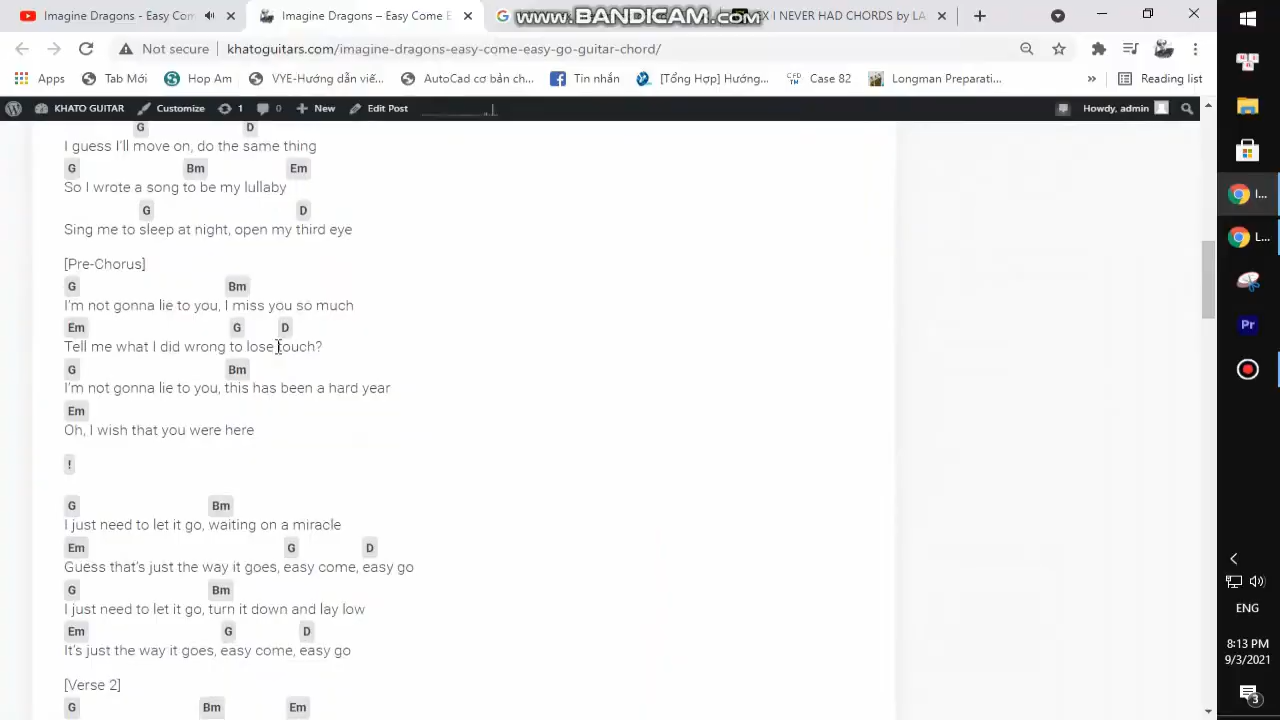 Imagine Dragons - Easy Com
Imagine Dragons – Easy Come E
www.BANDICAM.com
X I NEVER HAD CHORDS by LA
Not secure
khatoguitars.com/imagine-dragons-easy-come-easy-go-guitar-chord/
Apps
Tab Mới
Hop Am
VYE-Hướng dẫn viế...
AutoCad cơ bản ch...
Tin nhắn
[Tổng Hợp] Hướng...
Case 82
Longman Preparati...
»
Reading list
KHATO GUITAR
Customize
1
0
New
Edit Post
Howdy, admin
G D
I guess I'll move on, do the same thing
G Bm Em
So I wrote a song to be my lullaby
G D
Sing me to sleep at night, open my third eye
[Pre-Chorus]
G Bm
I'm not gonna lie to you, I miss you so much
Em G D
Tell me what I did wrong to lose touch?
G Bm
I'm not gonna lie to you, this has been a hard year
Em
Oh, I wish that you were here
!
G Bm
I just need to let it go, waiting on a miracle
Em G D
Guess that's just the way it goes, easy come, easy go
G Bm
I just need to let it go, turn it down and lay low
Em G D
It's just the way it goes, easy come, easy go
[Verse 2]
G Bm Em
I...
L...
Pr
ENG
8:13 PM
9/3/2021
3